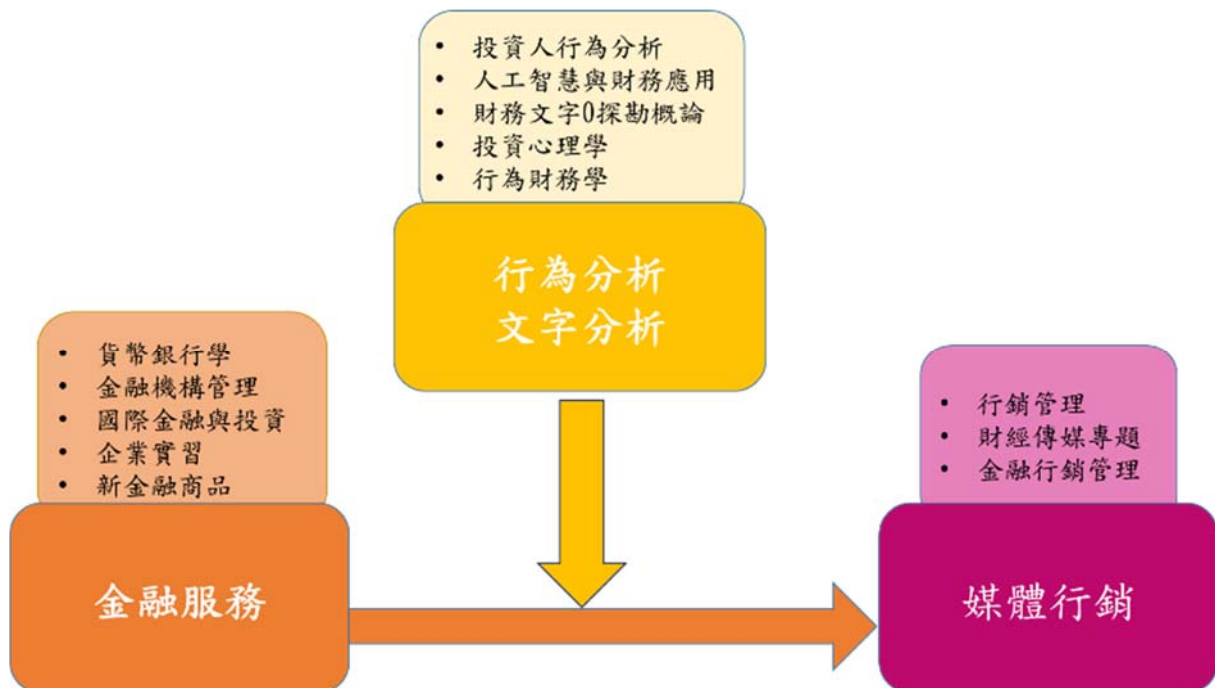 • 投資人行為分析
• 人工智慧與財務應用
• 財務文字0探勘概論
• 投資心理學
• 行為財務學
行為分析
文字分析
• 貨幣銀行學
• 金融機構管理
• 國際金融與投資
• 企業實習
• 新金融商品
金融服務
• 行銷管理
• 財經傳媒專題
• 金融行銷管理
媒體行銷